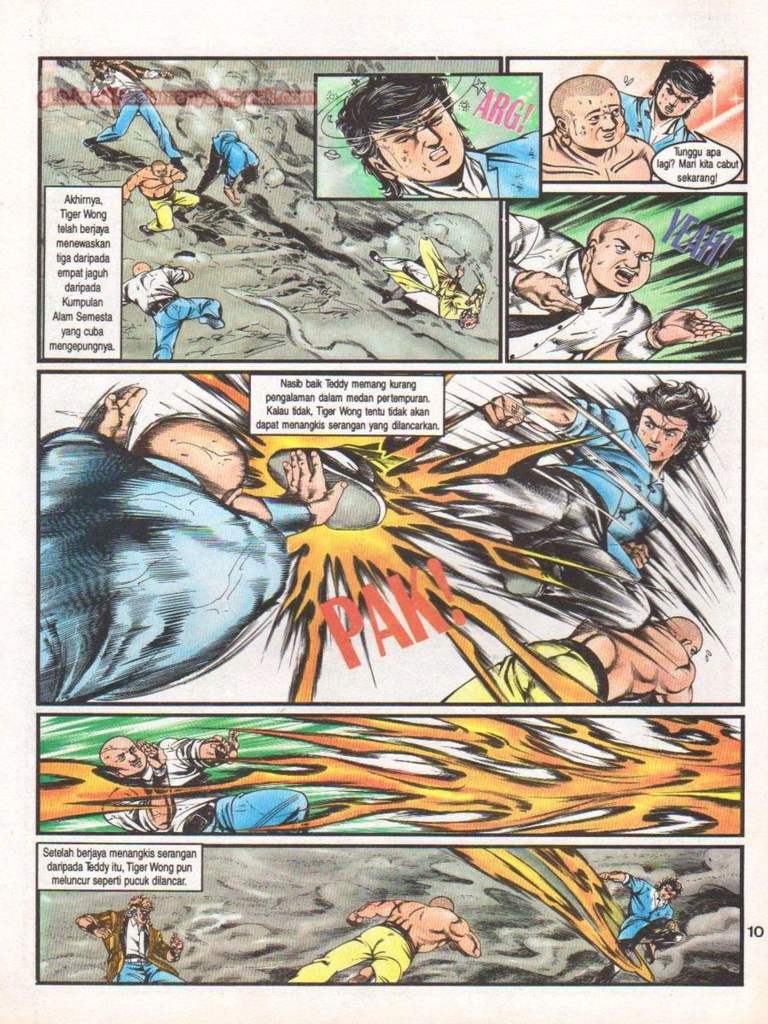 Akhirnya,
Tiger Wong
telah berjaya
menewaskan
tiga daripada
empat jaguh
daripada
Kumpulan
Alam Semesta
yang cuba
mengepungnya.
ARG!
Tunggu apa
lagi? Mari kita cabut
sekarang!
YEAH!
Nasib baik Teddy memang kurang
pengalaman dalam medan pertempuran.
Kalau tidak, Tiger Wong tentu tidak akan
dapat menangkis serangan yang dilancarkan.
PAK!
Setelah berjaya menangkis serangan
daripada Teddy itu, Tiger Wong pun
meluncur seperti pucuk dilancar.
10